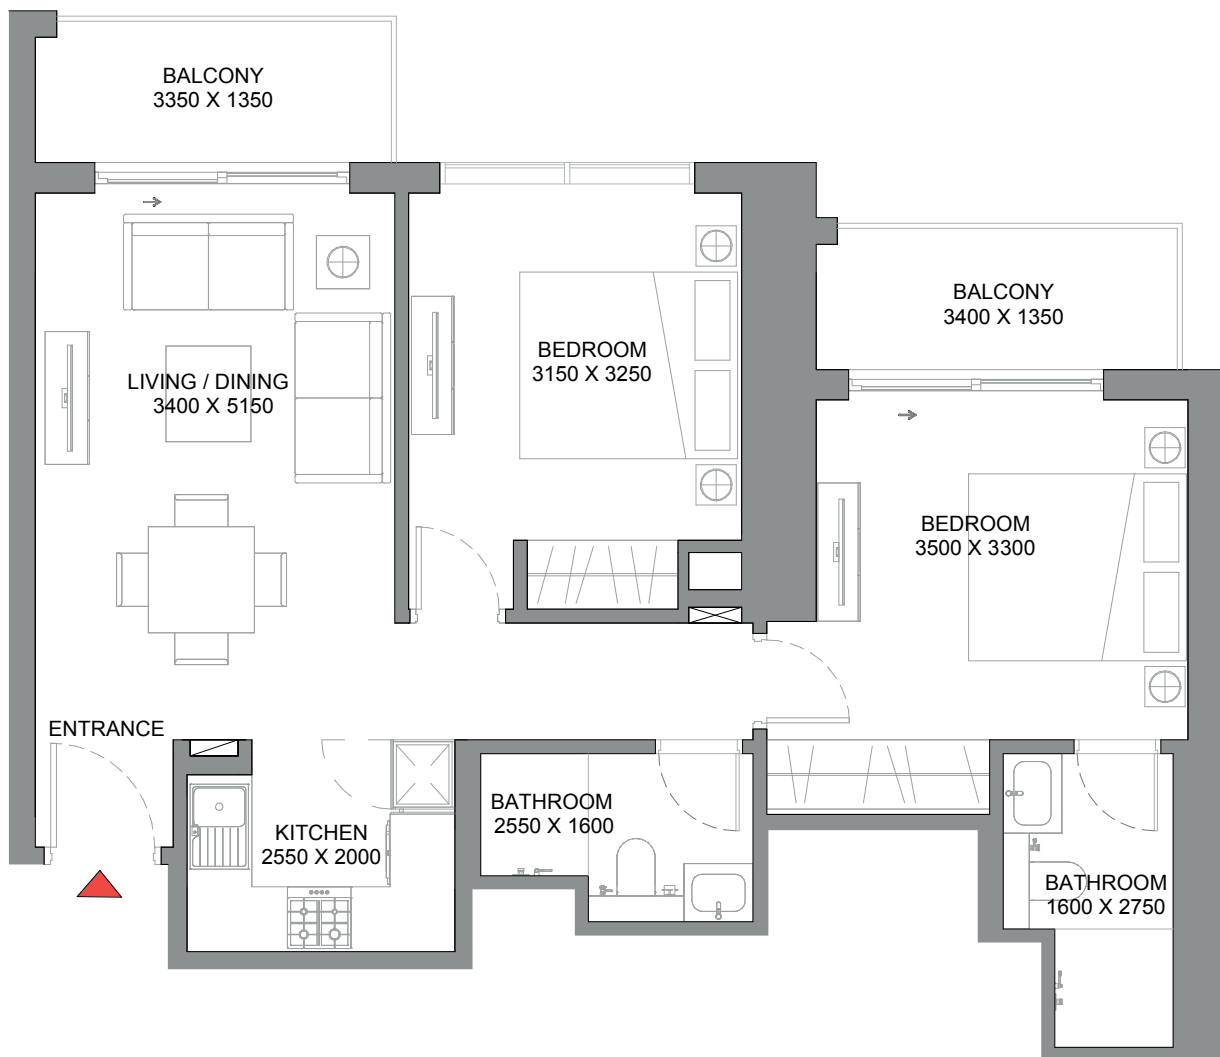 BALCONY
3350 X 1350
BALCONY
3400 X 1350
BEDROOM
3150 X 3250
LIVING / DINING
3400 X 5150
BEDROOM
3500 X 3300
ENTRANCE
BATHROOM
2550 X 1600
KITCHEN
2550 X 2000
BATHROOM
1600 X 2750